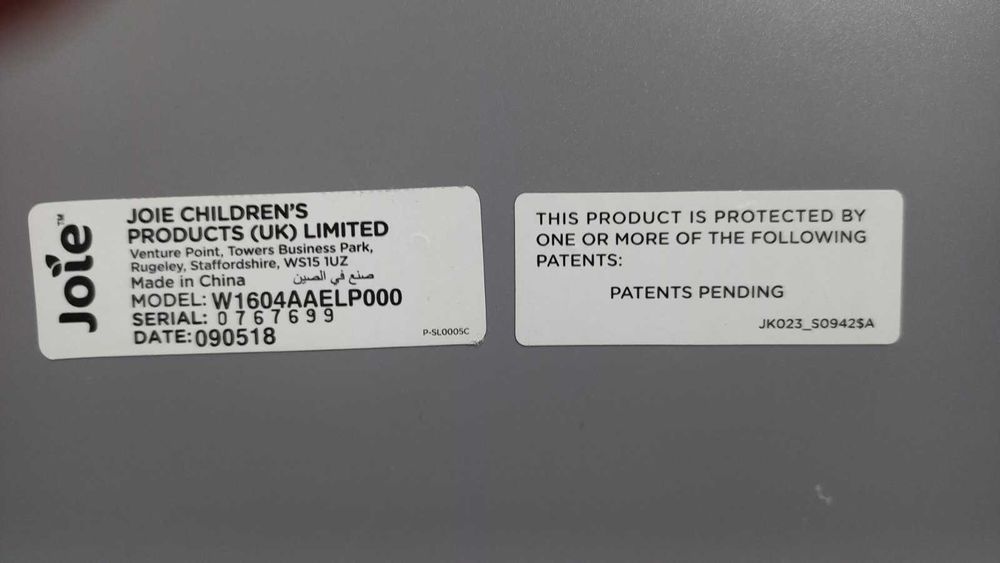 Joie™
JOIE CHILDREN'S
PRODUCTS (UK) LIMITED
Venture Point, Towers Business Park,
Rugeley, Staffordshire, WS15 1UZ
Made in China صنع في الصين
MODEL: W1604AAELP000
SERIAL: 0767699
DATE: 090518
P-SL0005C
THIS PRODUCT IS PROTECTED BY
ONE OR MORE OF THE FOLLOWING
PATENTS:
PATENTS PENDING
JK023_S0942$A